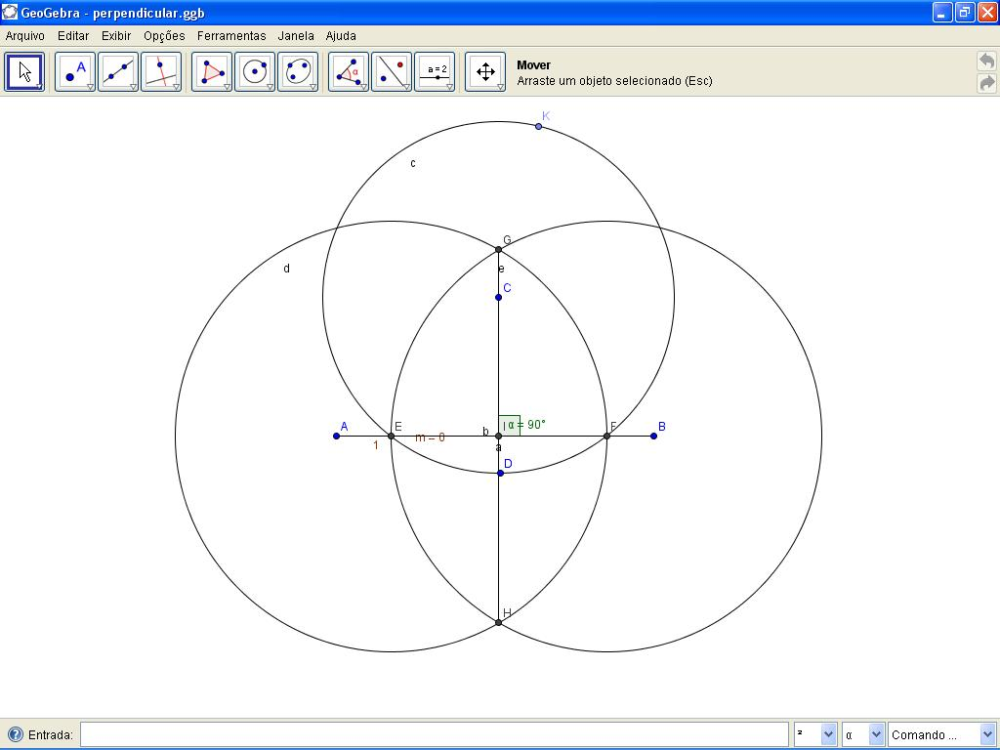 GeoGebra - perpendicular.ggb
Arquivo Editar Exibir Opções Ferramentas Janela Ajuda
A
α
a = 2
Mover
Arraste um objeto selecionado (Esc)
K
c
G
d
e
C
A
E
b
I
α = 90°
F
B
1
m = 0
a
D
H
Entrada:
²
α
Comando ...